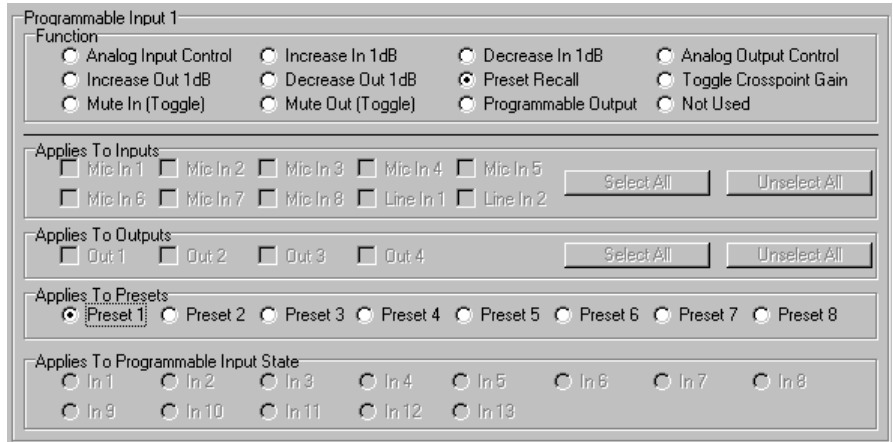 Programmable Input 1
Function
Analog Input Control Increase In 1dB Decrease In 1dB Analog Output Control
Increase Out 1dB Decrease Out 1dB Preset Recall Toggle Crosspoint Gain
Mute In (Toggle) Mute Out (Toggle) Programmable Output Not Used
Applies To Inputs
Mic In 1 Mic In 2 Mic In 3 Mic In 4 Mic In 5
Select All Unselect All
Mic In 6 Mic In 7 Mic In 8 Line In 1 Line In 2
Applies To Outputs
Out 1 Out 2 Out 3 Out 4 Select All Unselect All
Applies To Presets
Preset 1 Preset 2 Preset 3 Preset 4 Preset 5 Preset 6 Preset 7 Preset 8
Applies To Programmable Input State
In 1 In 2 In 3 In 4 In 5 In 6 In 7 In 8
In 9 In 10 In 11 In 12 In 13